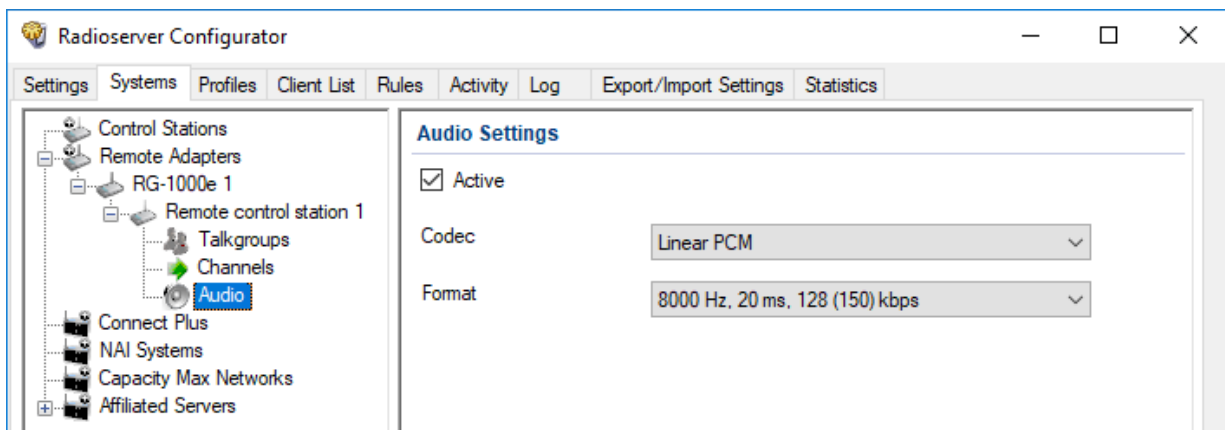 Radioserver Configurator
Settings Systems Profiles Client List Rules Activity Log Export/Import Settings Statistics
Control Stations
Remote Adapters
RG-1000e 1
Remote control station 1
Talkgroups
Channels
Audio
Connect Plus
NAI Systems
Capacity Max Networks
Affiliated Servers
Audio Settings
Active
Codec Linear PCM
Format 8000 Hz, 20 ms, 128 (150) kbps